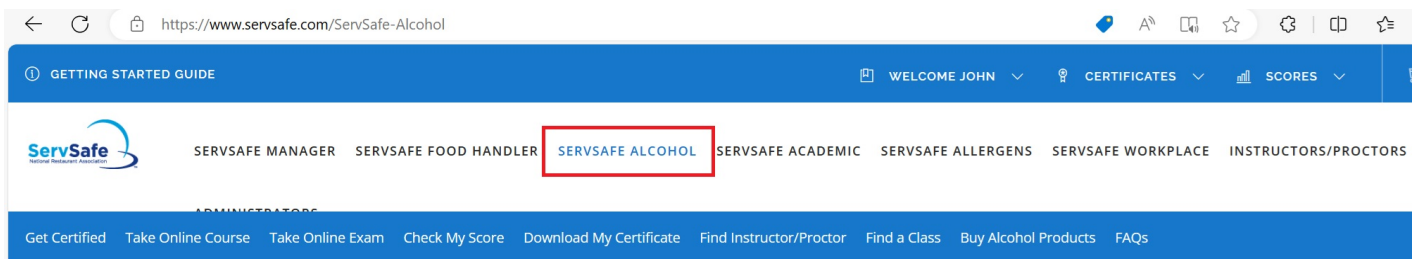 https://www.servsafe.com/ServSafe-Alcohol
GETTING STARTED GUIDE
WELCOME JOHN
CERTIFICATES
SCORES
ServSafe
National Restaurant Association
SERVSAFE MANAGER SERVSAFE FOOD HANDLER SERVSAFE ALCOHOL SERVSAFE ACADEMIC SERVSAFE ALLERGENS SERVSAFE WORKPLACE INSTRUCTORS/PROCTORS
ADMINISTRATORS
Get Certified Take Online Course Take Online Exam Check My Score Download My Certificate Find Instructor/Proctor Find a Class Buy Alcohol Products FAQs